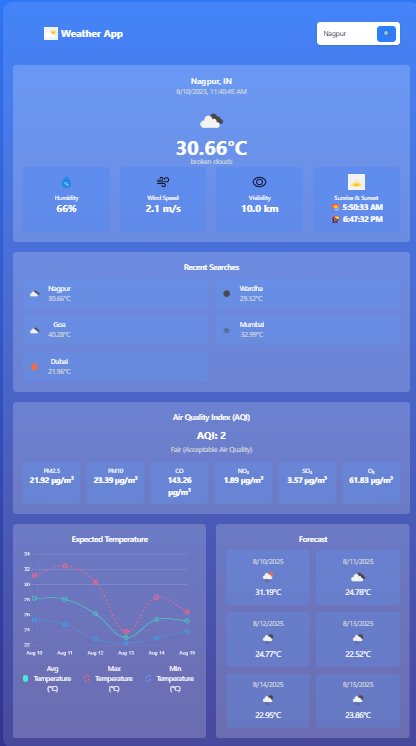 Weather App
Nagpur
Nagpur, IN
8/10/2025, 11:40:45 AM
30.66°C
broken clouds
Humidity
66%
Wind Speed
2.1 m/s
Visibility
10.0 km
Sunrise & Sunset
5:50:33 AM
6:47:32 PM
Recent Searches
Nagpur
30.66°C
Wardha
29.52°C
Goa
40.28°C
Mumbai
32.99°C
Dubai
21.96°C
Air Quality Index (AQI)
AQI: 2
Fair (Acceptable Air Quality)
PM2.5
21.92 µg/m³
PM10
23.39 µg/m³
CO
143.26
µg/m³
NO₂
1.89 µg/m³
SO₂
3.57 µg/m³
O₃
61.83 µg/m³
Expected Temperature
34
32
30
28
26
24
22
Aug 10 Aug 11 Aug 12 Aug 13 Aug 14 Aug 15
Avg
Temperature
(°C)
Max
Temperature
(°C)
Min
Temperature
(°C)
Forecast
8/10/2025
31.19°C
8/11/2025
24.78°C
8/12/2025
24.77°C
8/13/2025
22.52°C
8/14/2025
22.95°C
8/15/2025
23.86°C